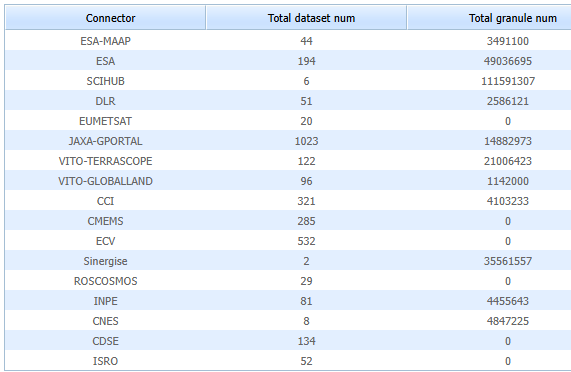 Connector Total dataset num Total granule num
ESA-MAAP 44 3491100
ESA 194 49036695
SCIHUB 6 111591307
DLR 51 2586121
EUMETSAT 20 0
JAXA-GPORTAL 1023 14882973
VITO-TERRASCOPE 122 21006423
VITO-GLOBALLAND 96 1142000
CCI 321 4103233
CMEMS 285 0
ECV 532 0
Sinergise 2 35561557
ROSCOSMOS 29 0
INPE 81 4455643
CNES 8 4847225
CDSE 134 0
ISRO 52 0